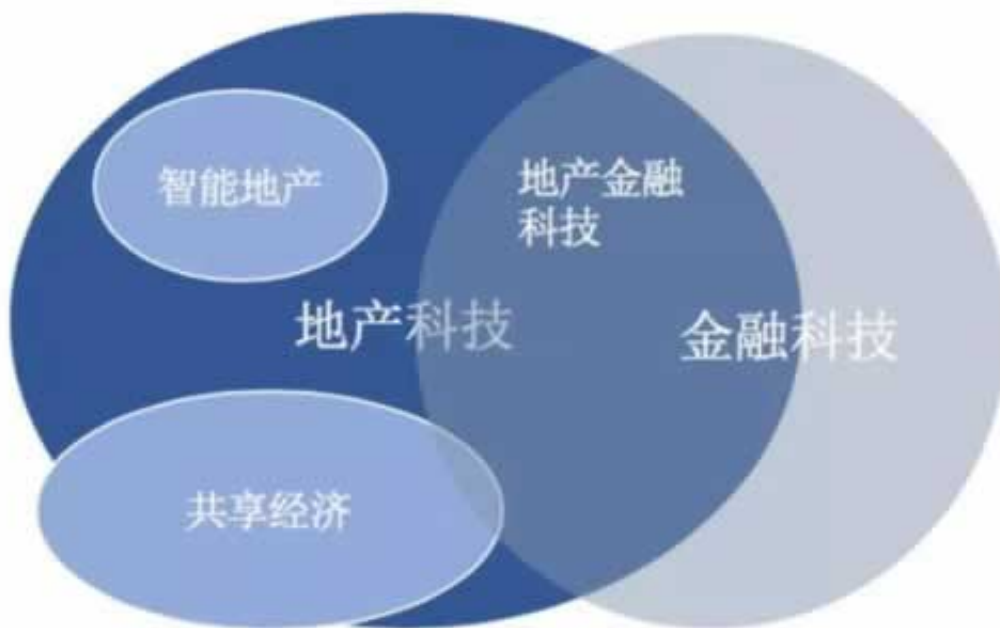 智能地产
地产金融
科技
地产科技
金融科技
共享经济